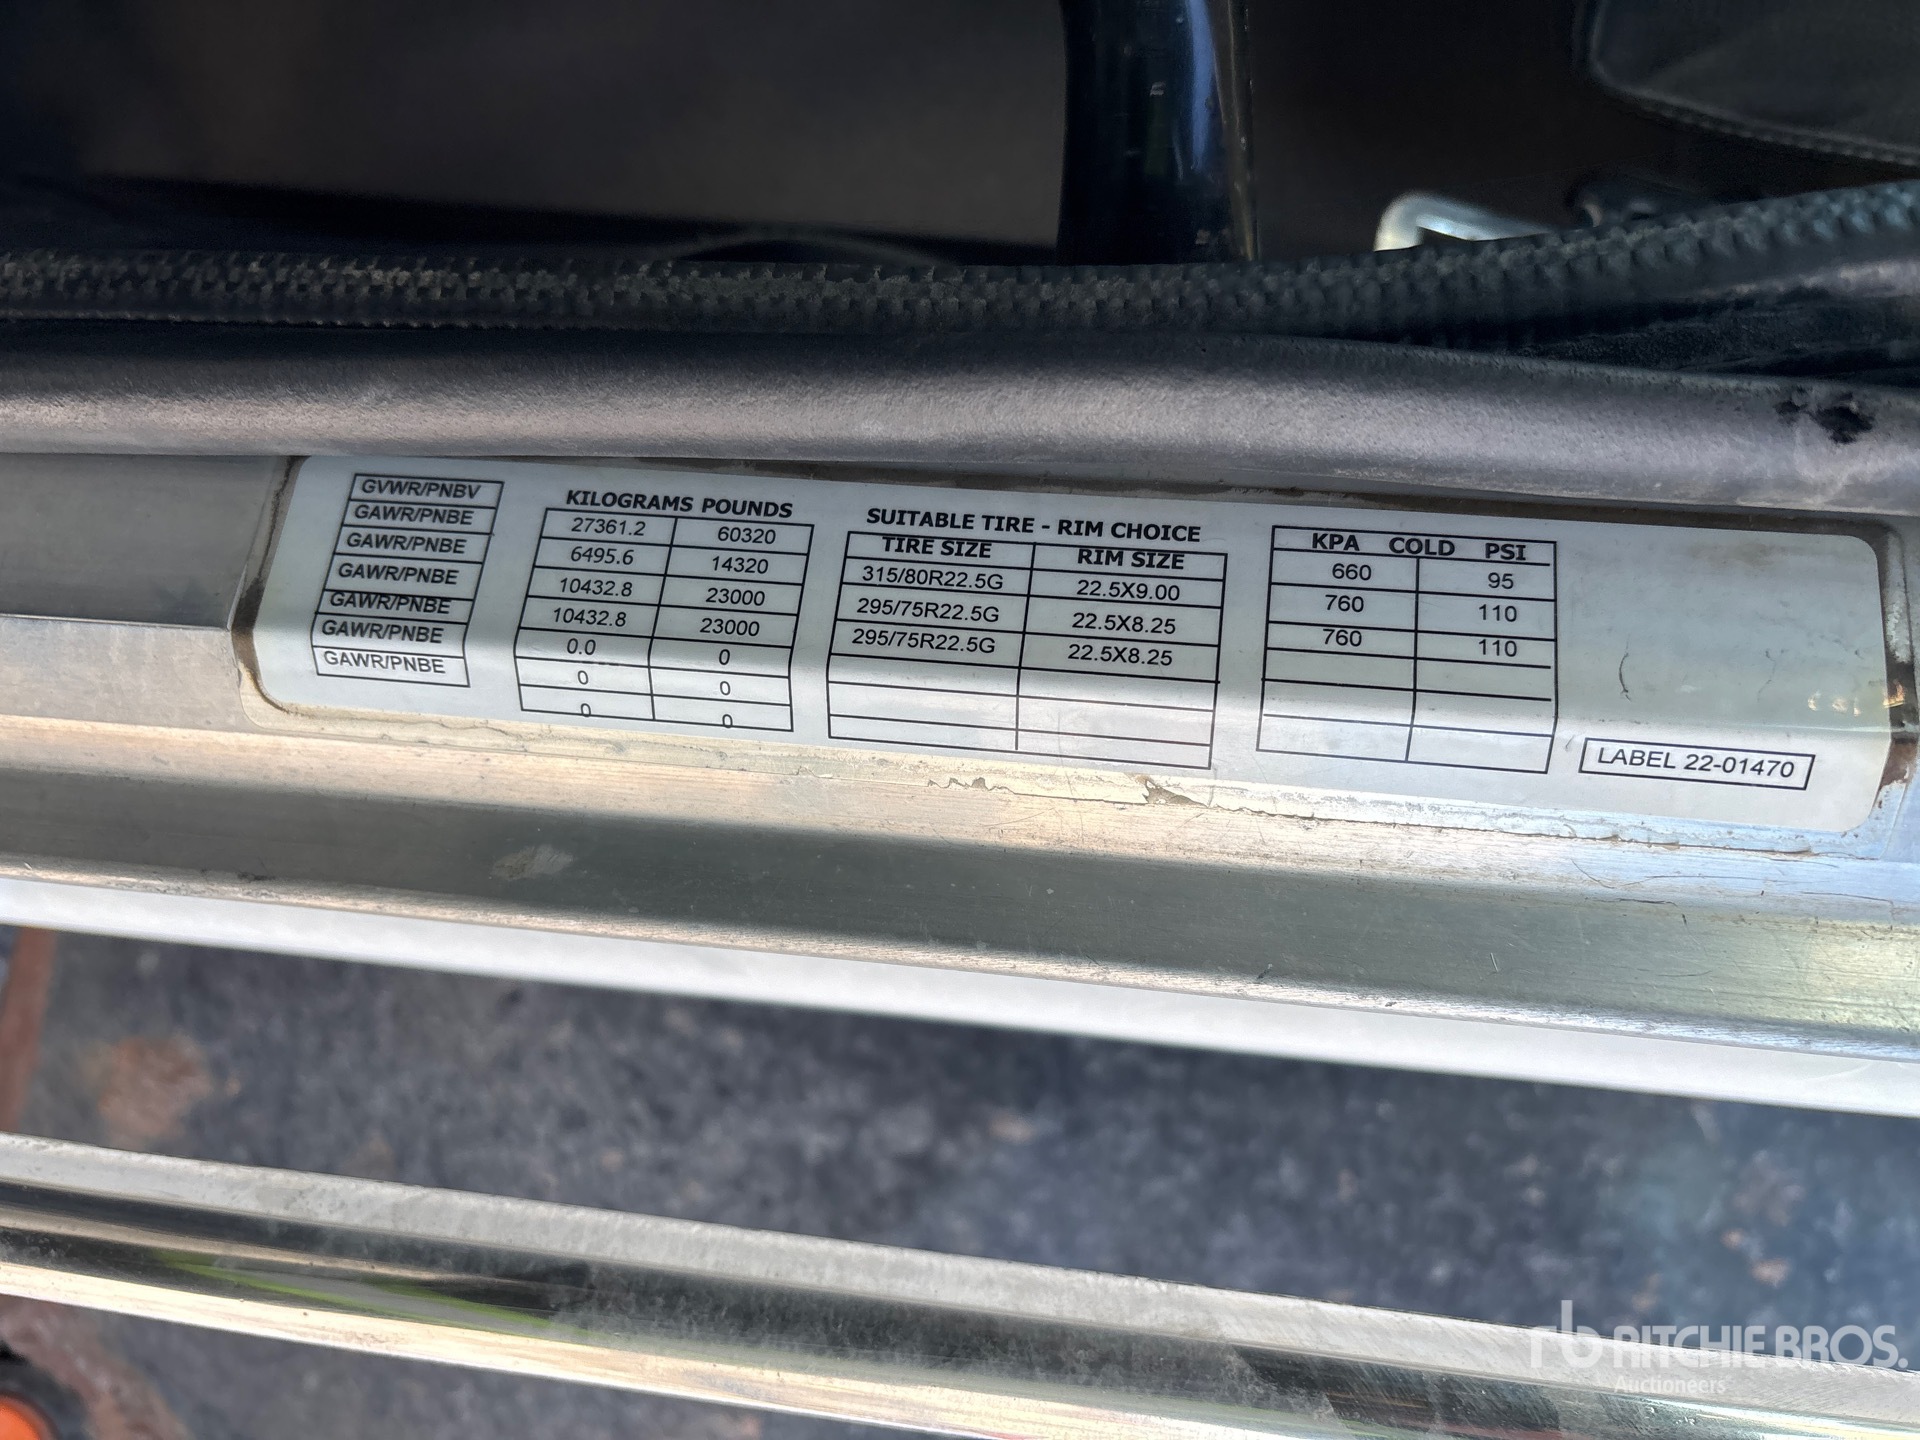 GVWR/PNBV
GAWR/PNBE
GAWR/PNBE
GAWR/PNBE
GAWR/PNBE
GAWR/PNBE
GAWR/PNBE
KILOGRAMS POUNDS
27361.2 60320
6495.6 14320
10432.8 23000
10432.8 23000
0.0 0
0 0
0 0
SUITABLE TIRE - RIM CHOICE
TIRE SIZE RIM SIZE
315/80R22.5G 22.5X9.00
295/75R22.5G 22.5X8.25
295/75R22.5G 22.5X8.25
KPA COLD PSI
660 95
760 110
760 110
LABEL 22-01470
rb RITCHIE BROS.
Auctioneers